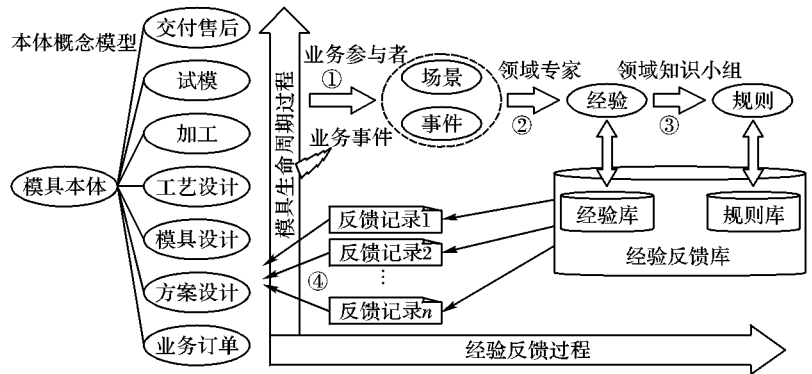 本体概念模型
模具本体
交付售后
试模
加工
工艺设计
模具设计
方案设计
业务订单
模具生命周期过程
业务参与者
①
业务事件
场景
事件
领域专家
②
经验
领域知识小组
③
规则
经验库
规则库
经验反馈库
反馈记录1
反馈记录2
⋮
反馈记录n
④
经验反馈过程